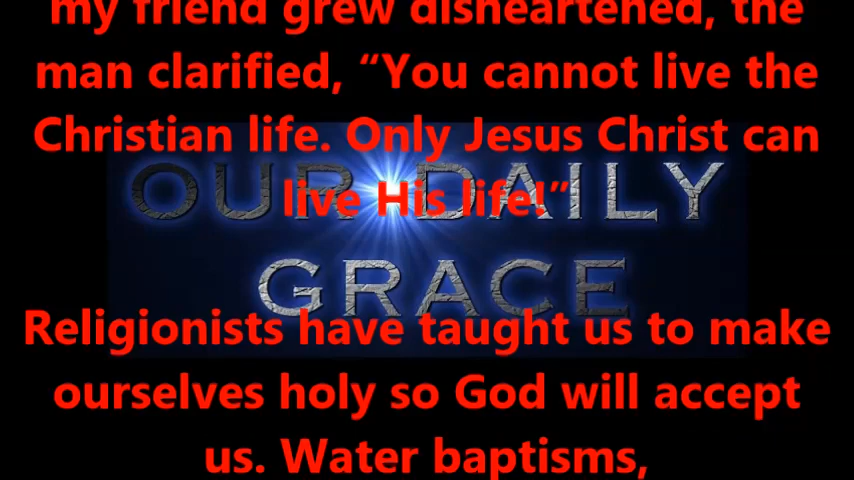 my friend grew disheartened, the
man clarified, “You cannot live the
Christian life. Only Jesus Christ can
live His life!”
OUR DAILY
GRACE
Religionists have taught us to make
ourselves holy so God will accept
us. Water baptisms,